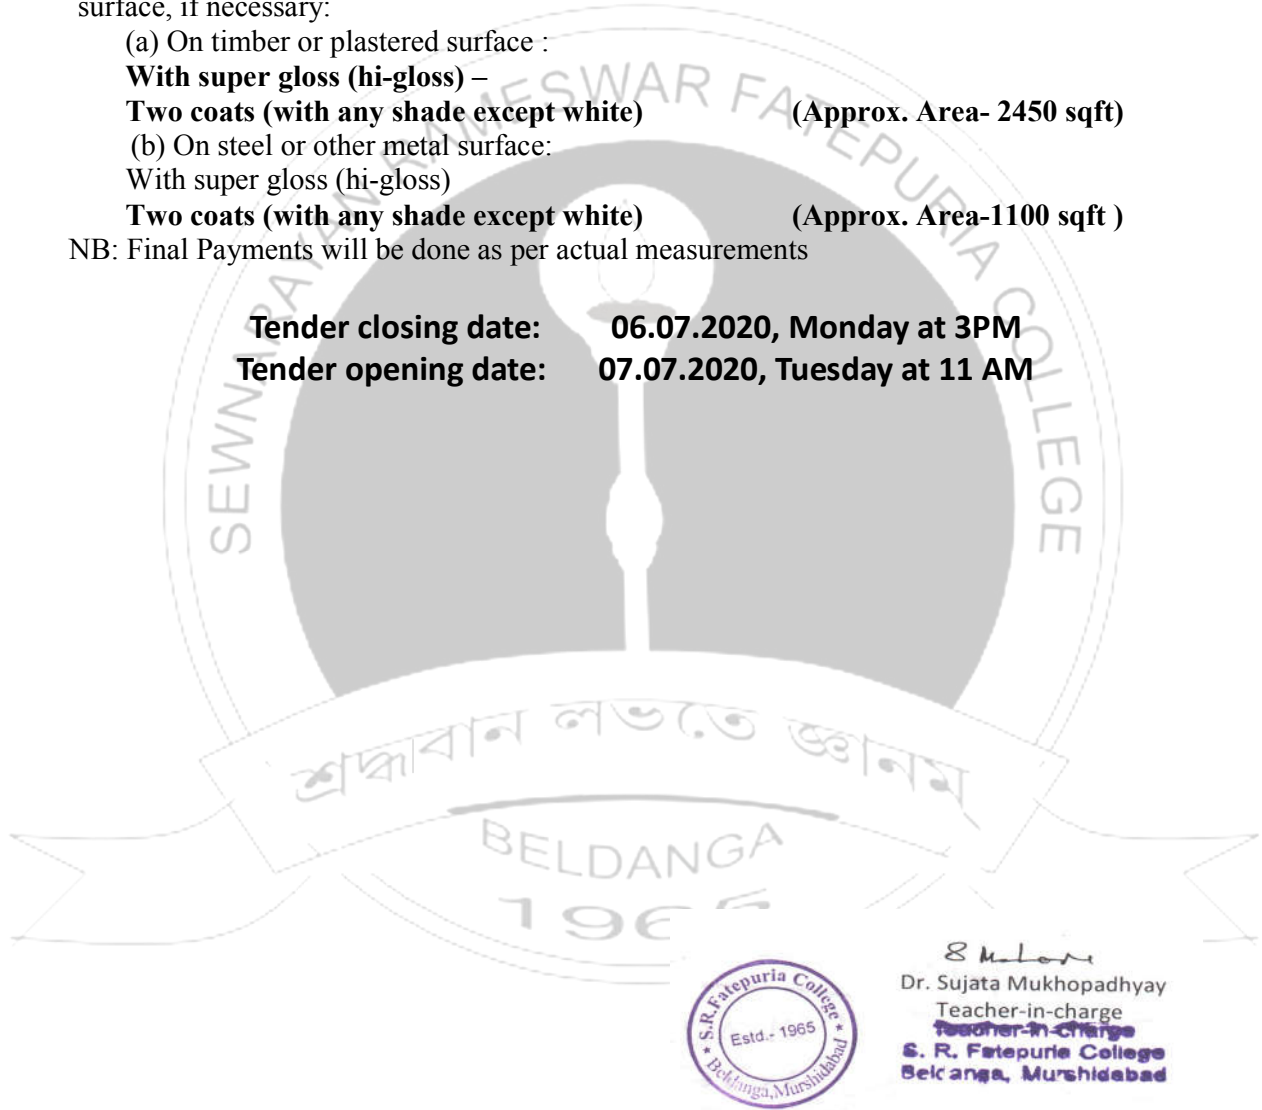 surface, if necessary:
(a) On timber or plastered surface :
With super gloss (hi-gloss) –
Two coats (with any shade except white) (Approx. Area- 2450 sqft)
(b) On steel or other metal surface:
With super gloss (hi-gloss)
Two coats (with any shade except white) (Approx. Area-1100 sqft )
NB: Final Payments will be done as per actual measurements
Tender closing date: 06.07.2020, Monday at 3PM
Tender opening date: 07.07.2020, Tuesday at 11 AM
SEWNARAYAN RAMESWAR FATEPURIA COLLEGE
শ্রদ্ধাবান লভতে জ্ঞানম
BELDANGA
1965
S.R.Fatepuria College
Estd.- 1965
* Beldanga,Murshidabad *
Dr. Sujata Mukhopadhyay
Teacher-in-charge
Teacher-in-Charge
S. R. Fatepuria College
Beldanga, Murshidabad